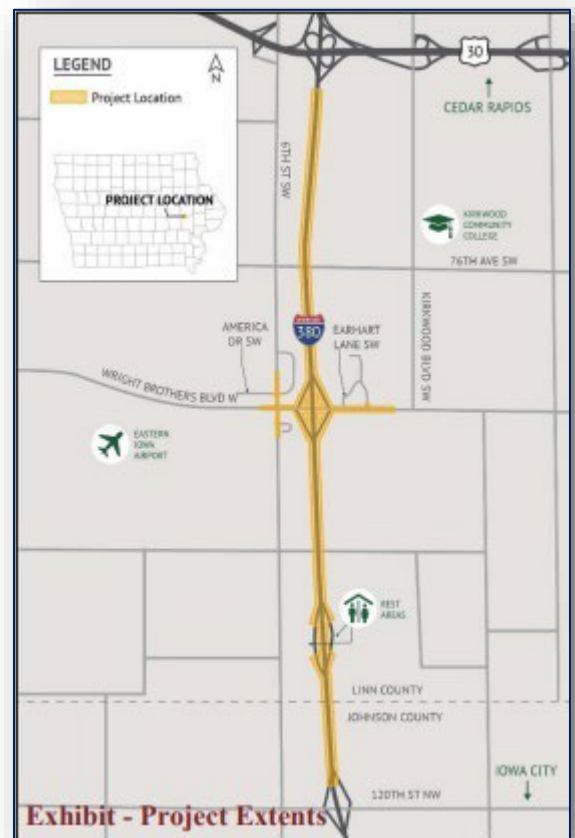 LEGEND
N
Project Location
PROJECT LOCATION
30
CEDAR RAPIDS
6TH ST SW
KIRKWOOD
COMMUNITY
COLLEGE
76TH AVE SW
INTERSTATE
380
AMERICA
DR SW
EARHART
LANE SW
KIRKWOOD BLVD SW
WRIGHT BROTHERS BLVD W
EASTERN
IOWA
AIRPORT
REST
AREAS
LINN COUNTY
JOHNSON COUNTY
IOWA CITY
120TH ST NW
Exhibit - Project Extents